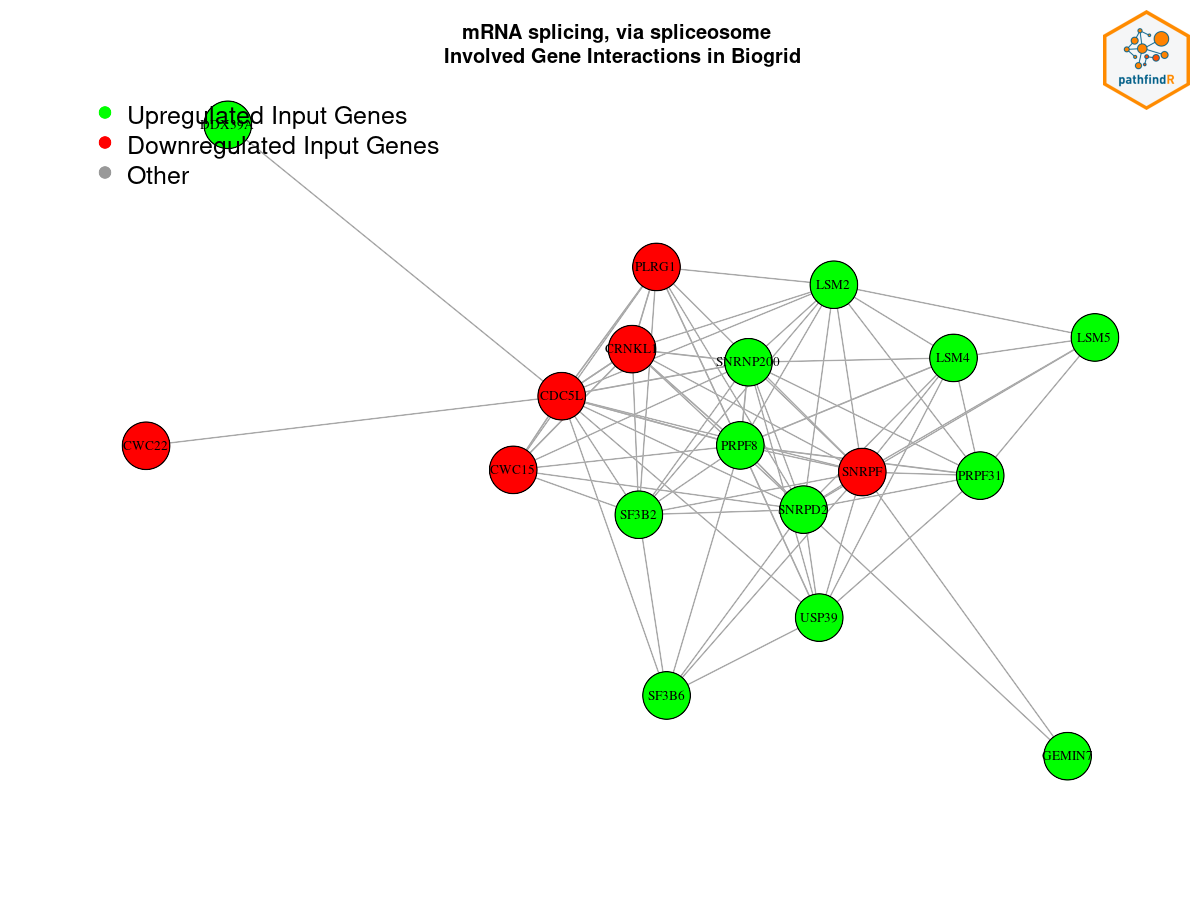 mRNA splicing, via spliceosome
Involved Gene Interactions in Biogrid
pathfindR
Upregulated Input Genes
DDX39A
Downregulated Input Genes
Other
PLRG1
LSM2
LSM5
CRNKL1
SNRNP200
LSM4
CDC5L
CWC22
PRPF8
CWC15
SNRPF
PRPF31
SF3B2
SNRPD2
USP39
SF3B6
GEMIN7